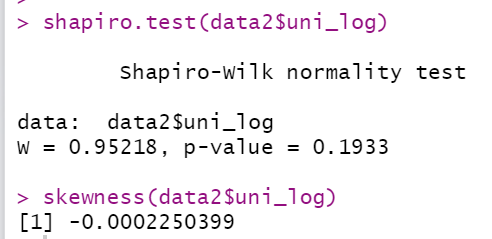 > shapiro.test(data2$uni_log)
Shapiro-Wilk normality test
data:  data2$uni_log
W = 0.95218, p-value = 0.1933
> skewness(data2$uni_log)
[1] -0.0002250399